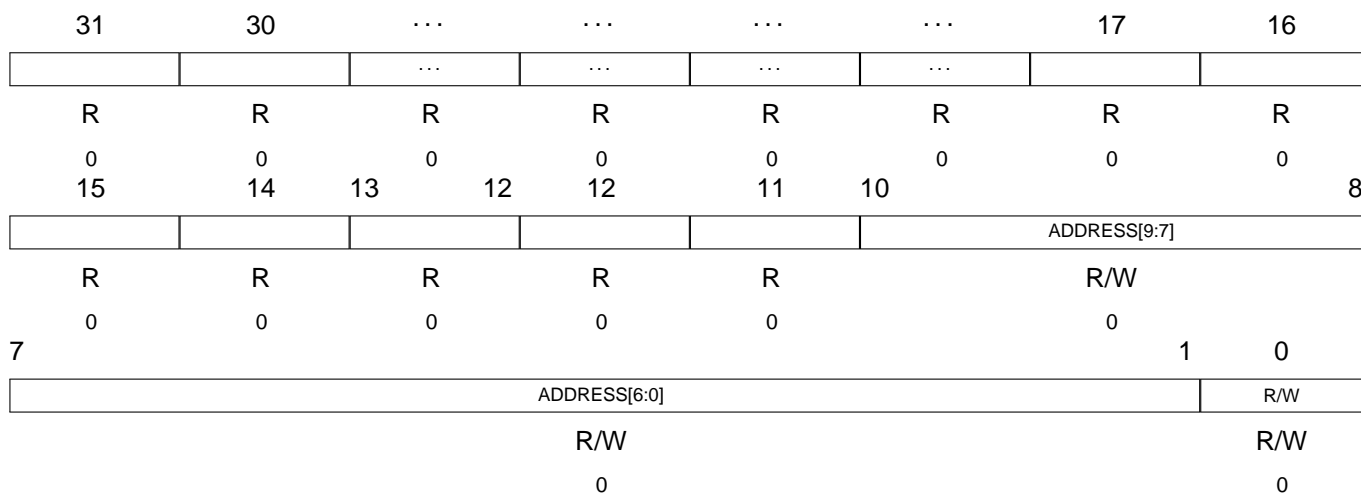 31 30 ... ... ... ... 17 16
... ... ... ...
R R R R R R R R
0 0 0 0 0 0 0 0
15 14 13 12 12 11 10 8
ADDRESS[9:7]
R R R R R R/W
0 0 0 0 0 0
7 1 0
ADDRESS[6:0] R/W
R/W R/W
0 0